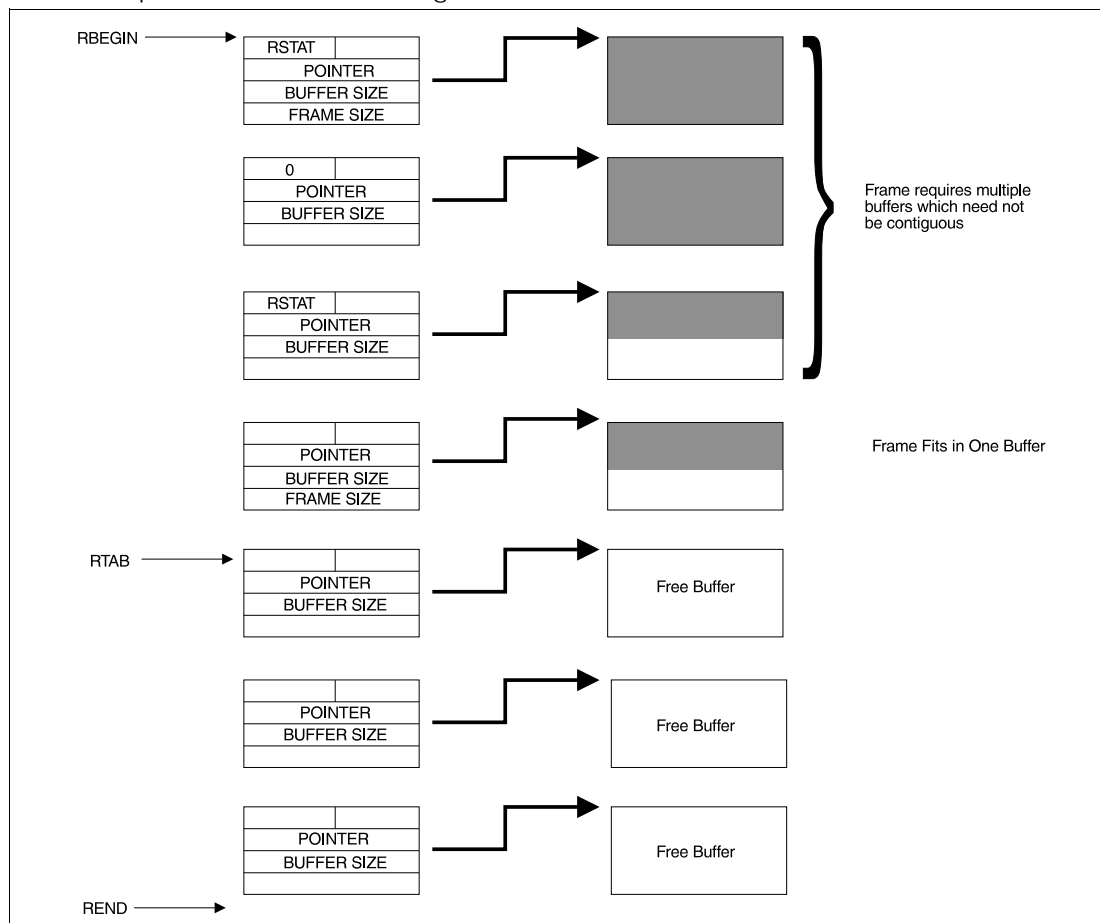 RBEGIN
RSTAT
POINTER
BUFFER SIZE
FRAME SIZE
0
POINTER
BUFFER SIZE
Frame requires multiple
buffers which need not
be contiguous
RSTAT
POINTER
BUFFER SIZE
POINTER
BUFFER SIZE
FRAME SIZE
Frame Fits in One Buffer
RTAB
POINTER
BUFFER SIZE
Free Buffer
POINTER
BUFFER SIZE
Free Buffer
POINTER
BUFFER SIZE
Free Buffer
REND